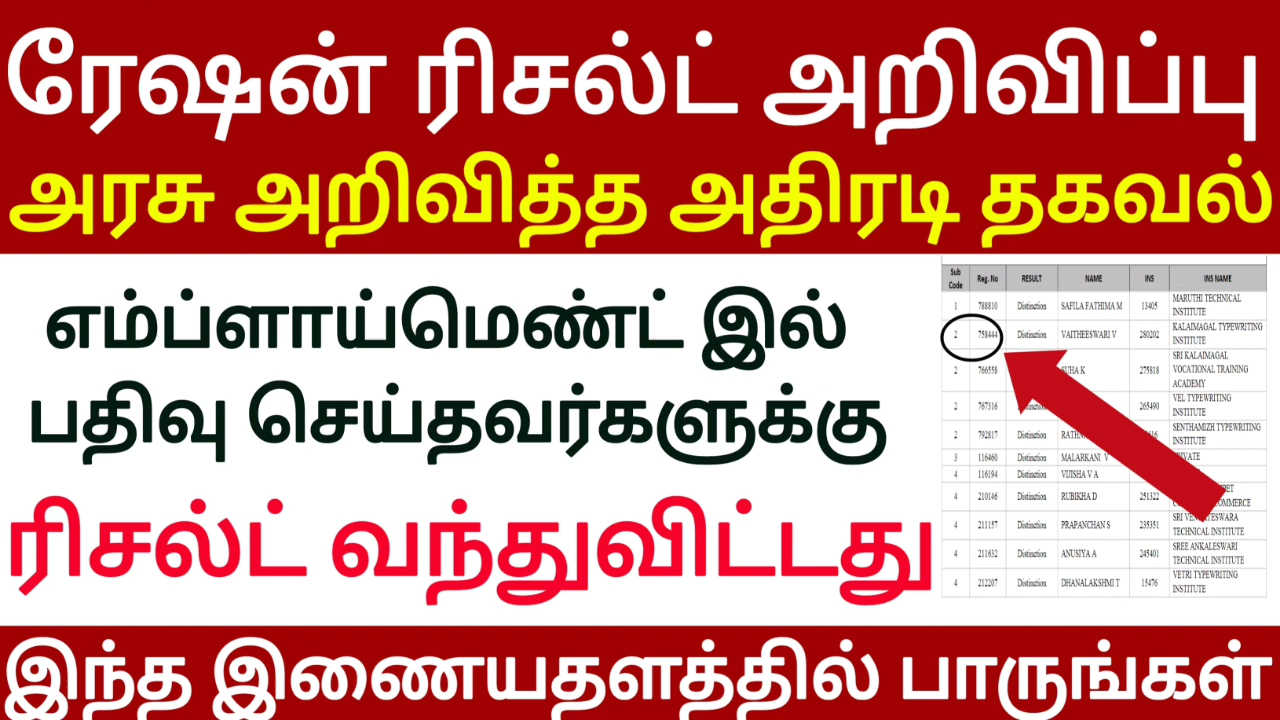 ரேஷன் ரிசல்ட் அறிவிப்பு
அரசு அறிவித்த அதிரடி தகவல்
எம்ப்ளாய்மெண்ட் இல்
பதிவு செய்தவர்களுக்கு
ரிசல்ட் வந்துவிட்டது
Sub Code Reg. No RESULT NAME INS INS NAME
1 788810 Distinction SAFILA FATHIMA M 13405 MARUTHI TECHNICAL INSTITUTE
2 758444 Distinction VAITHEESWARI V 280202 KALAIMAGAL TYPEWRITING INSTITUTE
2 766558 275818 SRI KALAIMAGAL VOCATIONAL TRAINING ACADEMY
2 767316 265490 VEL TYPEWRITING INSTITUTE
2 792817 Distinction SENTHAMIZH TYPEWRITING INSTITUTE
3 116460 Distinction MALARKANI V
4 116194 Distinction VIJISHA V A
4 210146 Distinction RUBIKHA D 251322
4 211157 Distinction PRAPANCHAN S 235351 SRI TECHNICAL INSTITUTE
4 211632 Distinction ANUSIYA A 245401 SREE ANKALESWARI TECHNICAL INSTITUTE
4 212207 Distinction DHANALAKSHMI T 15476 VETRI TYPEWRITING INSTITUTE
இந்த இணையதளத்தில் பாருங்கள்